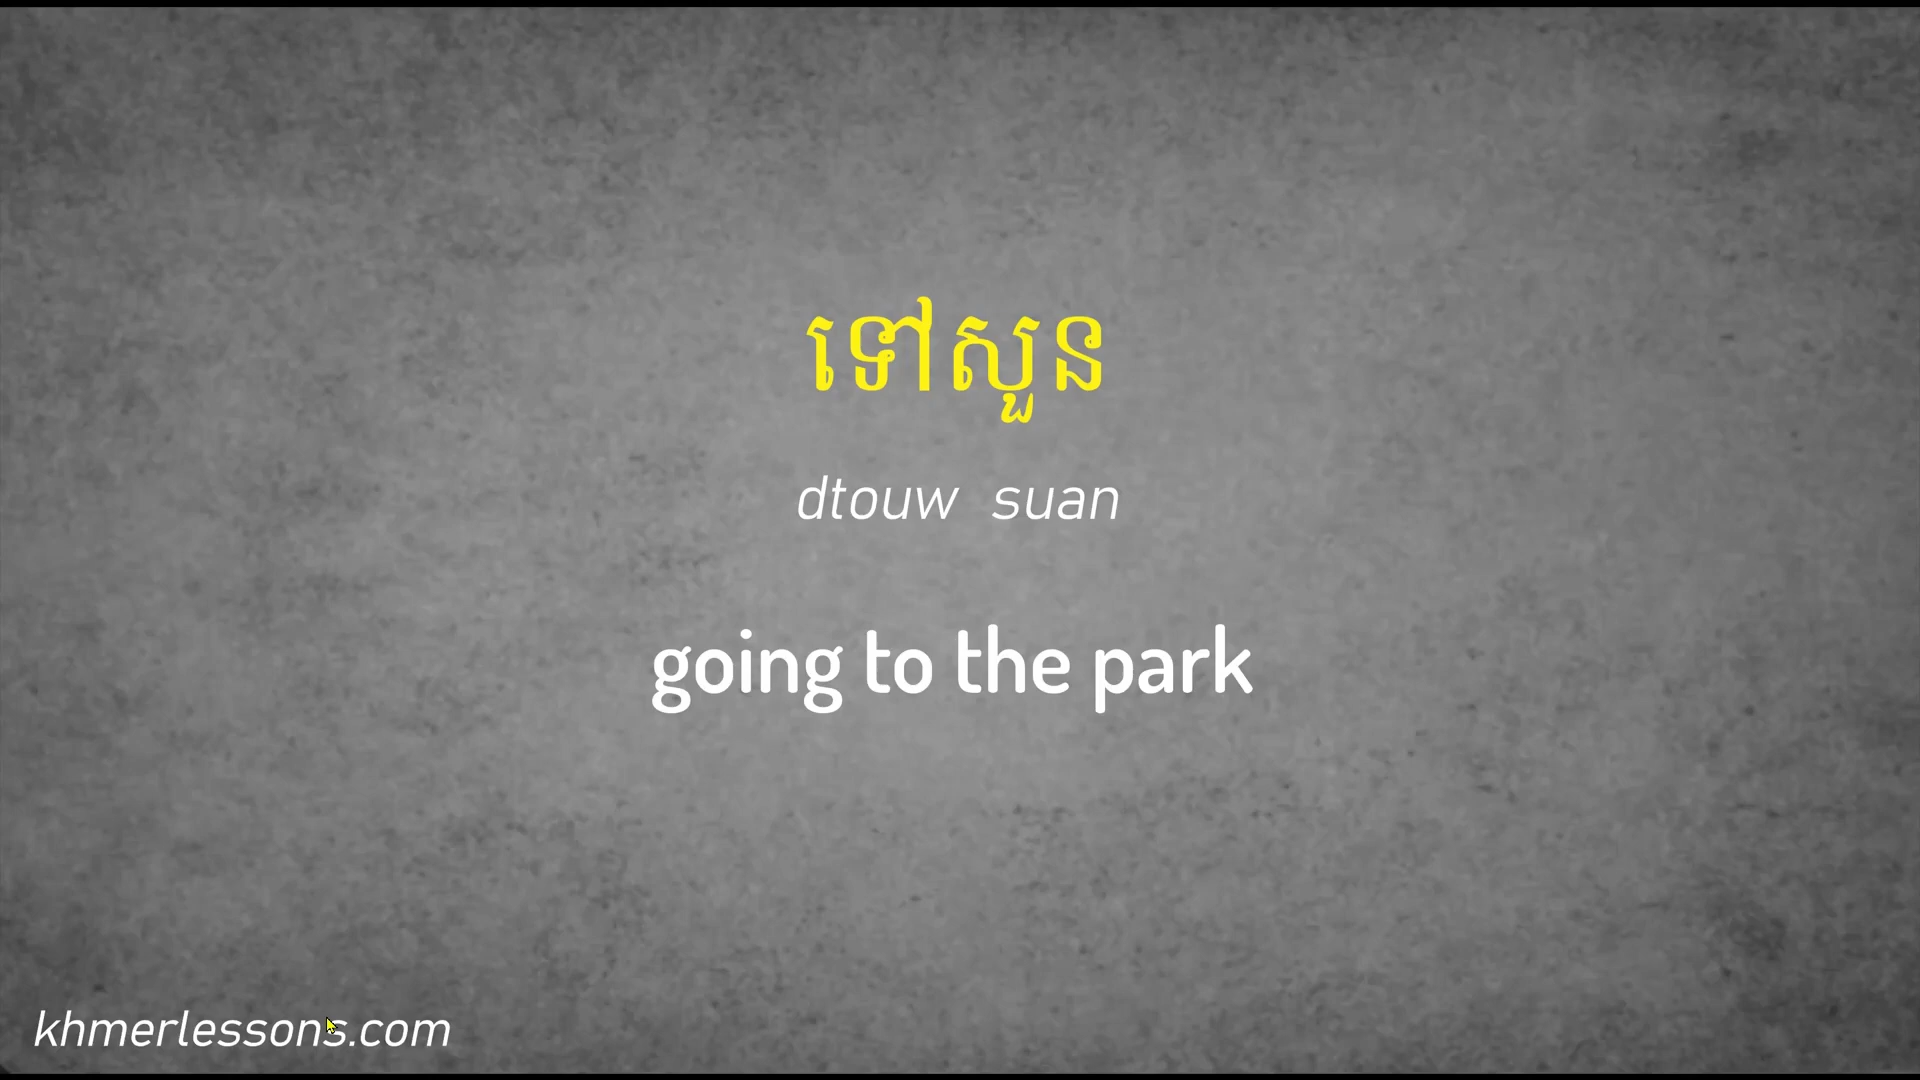 ទៅសួន
dtouw suan
going to the park
khmerlessons.com